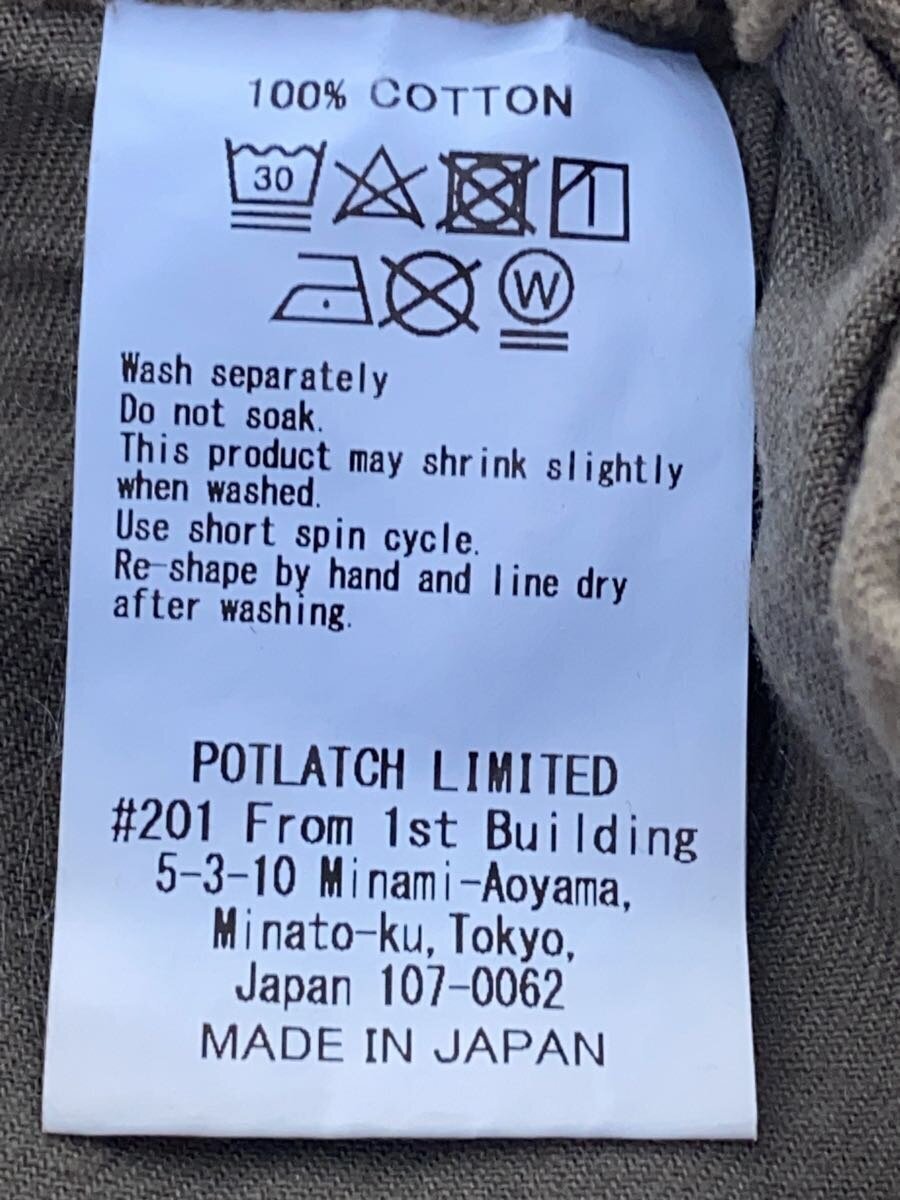 100% COTTON
30
W
Wash separately
Do not soak.
This product may shrink slightly
when washed.
Use short spin cycle.
Re-shape by hand and line dry
after washing.
POTLATCH LIMITED
#201 From 1st Building
5-3-10 Minami-Aoyama,
Minato-ku, Tokyo,
Japan 107-0062
MADE IN JAPAN